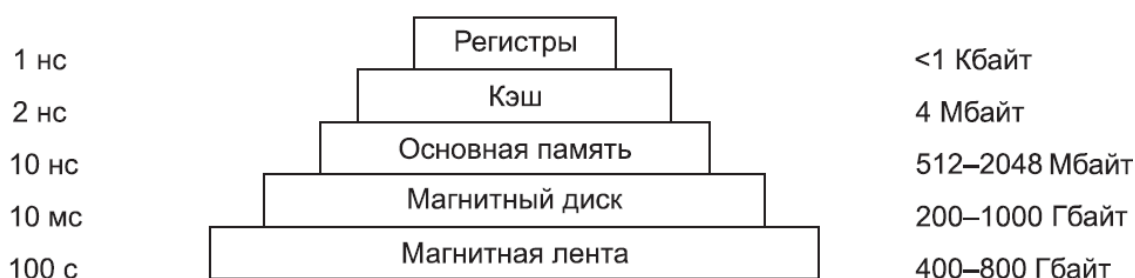 1 нс Регистры <1 Кбайт
2 нс Кэш 4 Мбайт
10 нс Основная память 512–2048 Мбайт
10 мс Магнитный диск 200–1000 Гбайт
100 с Магнитная лента 400–800 Гбайт